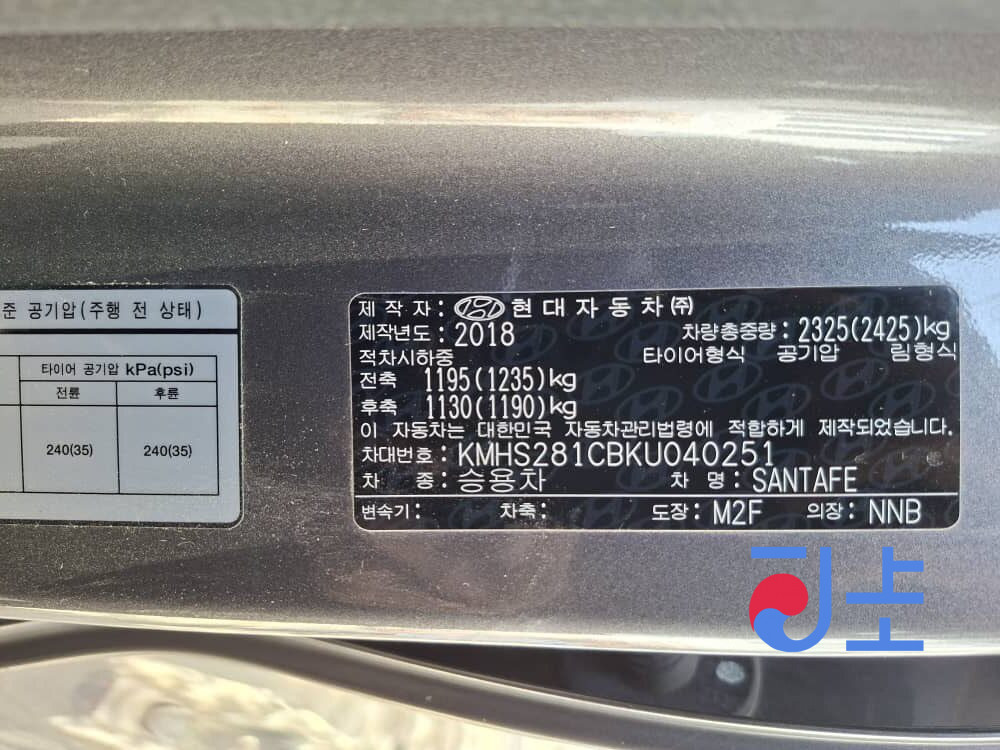 준 공기압(주행 전 상태)
타이어 공기압 kPa(psi)
전륜 후륜
240(35) 240(35)
제 작 자: 현 대 자 동 차 ㈜
제작년도: 2018 차량총중량: 2325(2425)kg
적차시하중 타이어형식 공기압 림형식
전축 1195(1235)kg
후축 1130(1190)kg
이 자동차는 대한민국 자동차관리법령에 적합하게 제작되었습니다.
차대번호: KMHS281CBKU040251
차 종: 승용차 차 명: SANTAFE
변속기: 차축: 도장: M2F 의장: NNB